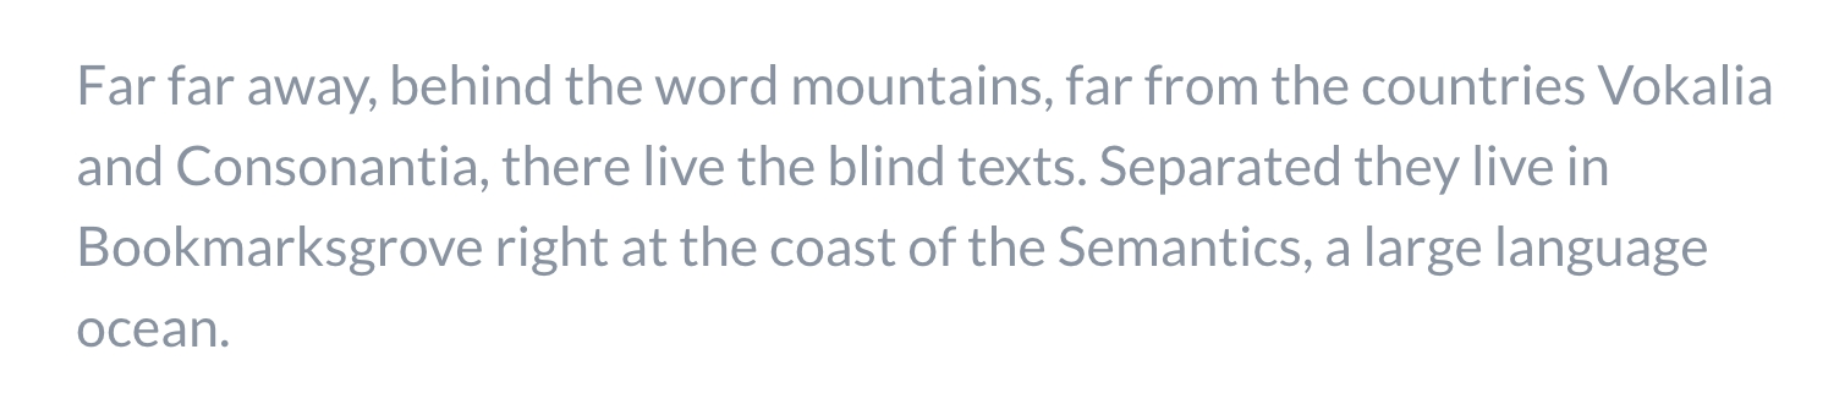 Far far away, behind the word mountains, far from the countries Vokalia
and Consonantia, there live the blind texts. Separated they live in
Bookmarksgrove right at the coast of the Semantics, a large language
ocean.